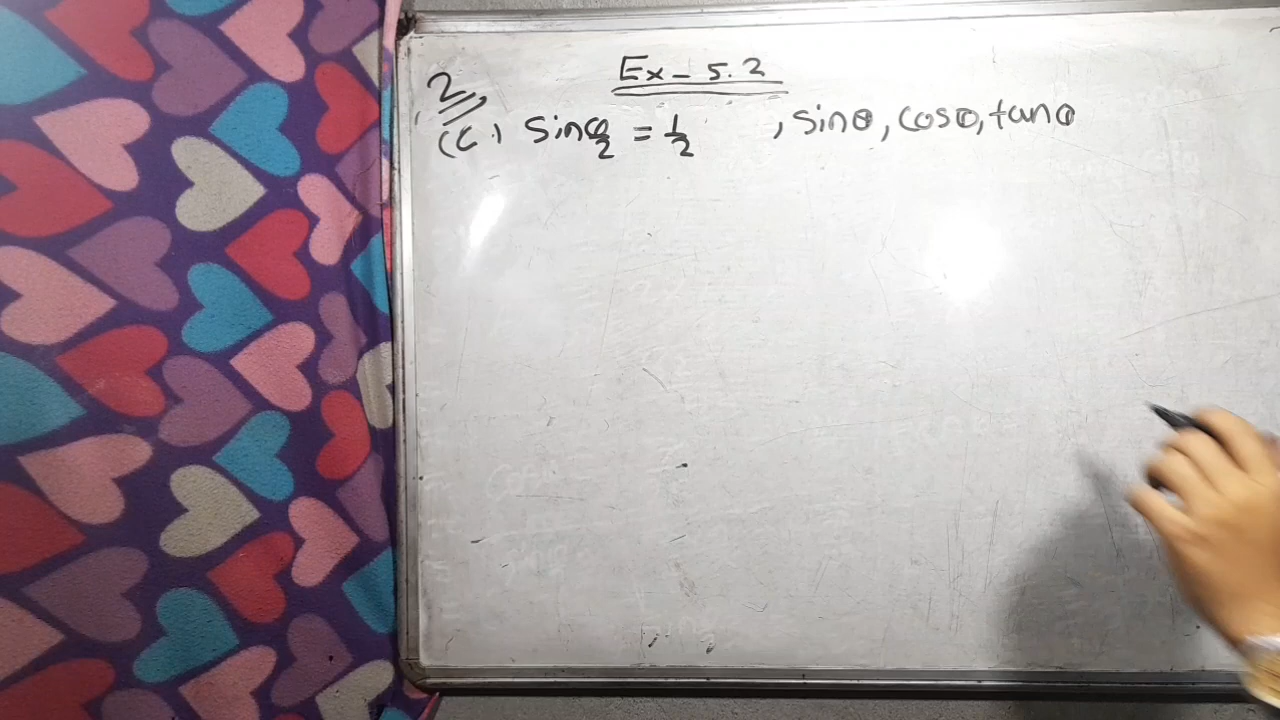 Ex - 5.2
2
(c) sinθ/2 = 1/2 , sinθ, cosθ, tanθ